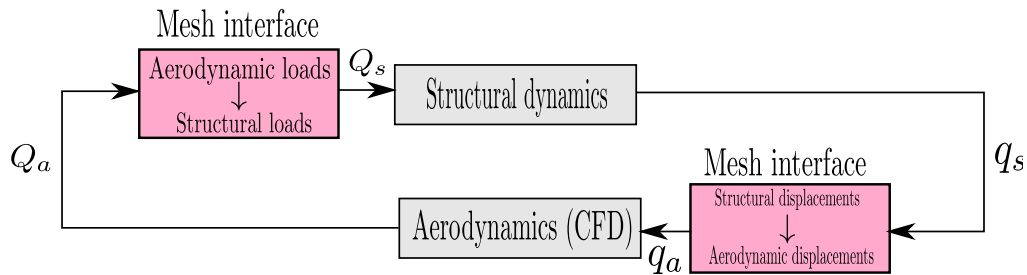 Mesh interface
Aerodynamic loads
↓
Structural loads
Q_s
Structural dynamics
q_s
Q_a
Mesh interface
Structural displacements
↓
Aerodynamic displacements
q_a
Aerodynamics (CFD)